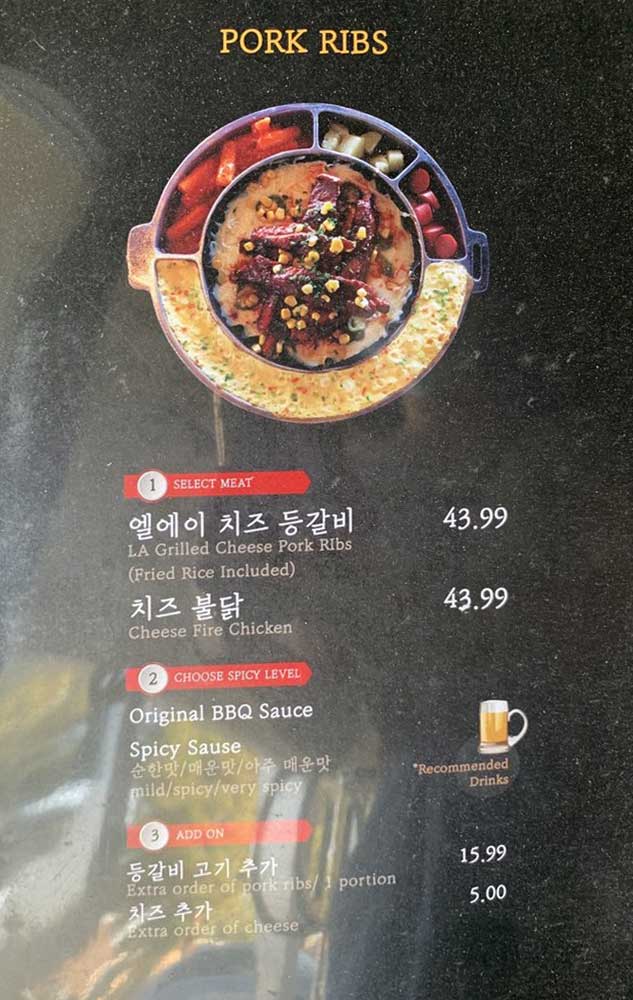 PORK RIBS
1 SELECT MEAT
엘에이 치즈 등갈비 43.99
LA Grilled Cheese Pork RIbs
(Fried Rice Included)
치즈 불닭 43.99
Cheese Fire Chicken
2 CHOOSE SPICY LEVEL
Original BBQ Sauce
Spicy Sause
순한맛/매운맛/아주 매운맛
mild/spicy/very spicy
*Recommended
Drinks
3 ADD ON
등갈비 고기 추가 15.99
Extra order of pork ribs/ 1 portion
치즈 추가 5.00
Extra order of cheese